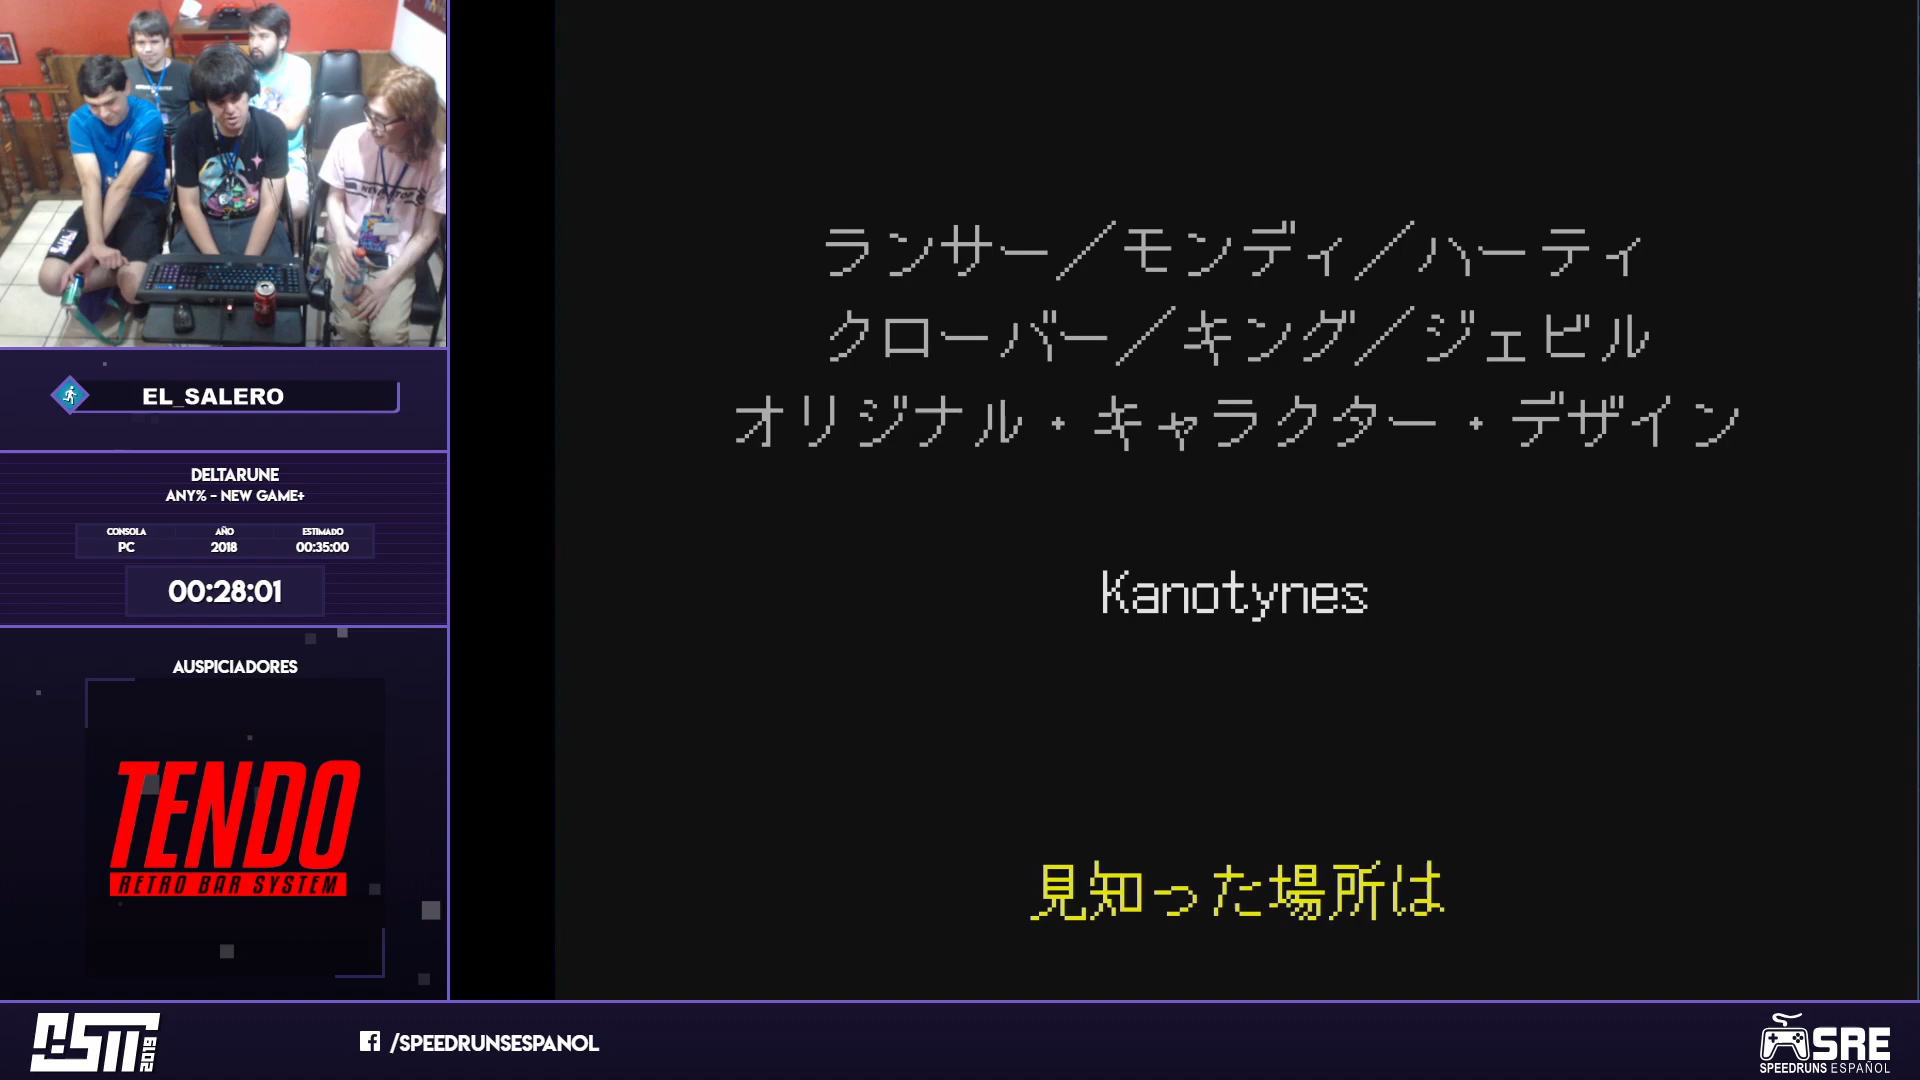 EL_SALERO
DELTARUNE
ANY% - NEW GAME+
CONSOLA
PC
AÑO
2018
ESTIMADO
00:35:00
00:28:01
AUSPICIADORES
TENDO
RETRO BAR SYSTEM
ランサー／モンディ／ハーティ
クローバー／キング／ジェビル
オリジナル・キャラクター・デザイン
Kanotynes
見知った場所は
2019
/SPEEDRUNSESPANOL
SRE
SPEEDRUNS ESPAÑOL